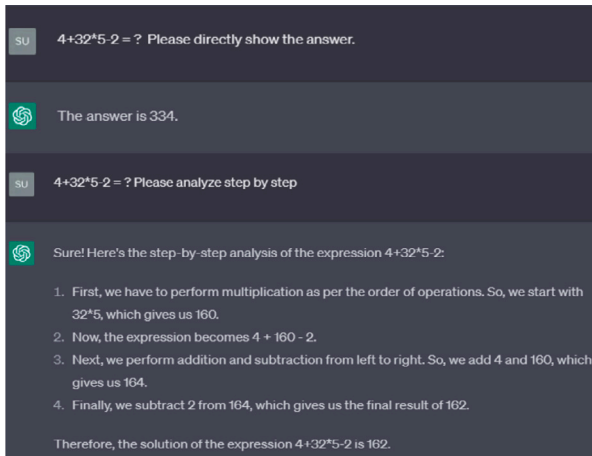 SU
4+32*5-2 = ? Please directly show the answer.
The answer is 334.
SU
4+32*5-2 = ? Please analyze step by step
Sure! Here's the step-by-step analysis of the expression 4+32*5-2:
1. First, we have to perform multiplication as per the order of operations. So, we start with
32*5, which gives us 160.
2. Now, the expression becomes 4 + 160 - 2.
3. Next, we perform addition and subtraction from left to right. So, we add 4 and 160, which
gives us 164.
4. Finally, we subtract 2 from 164, which gives us the final result of 162.
Therefore, the solution of the expression 4+32*5-2 is 162.